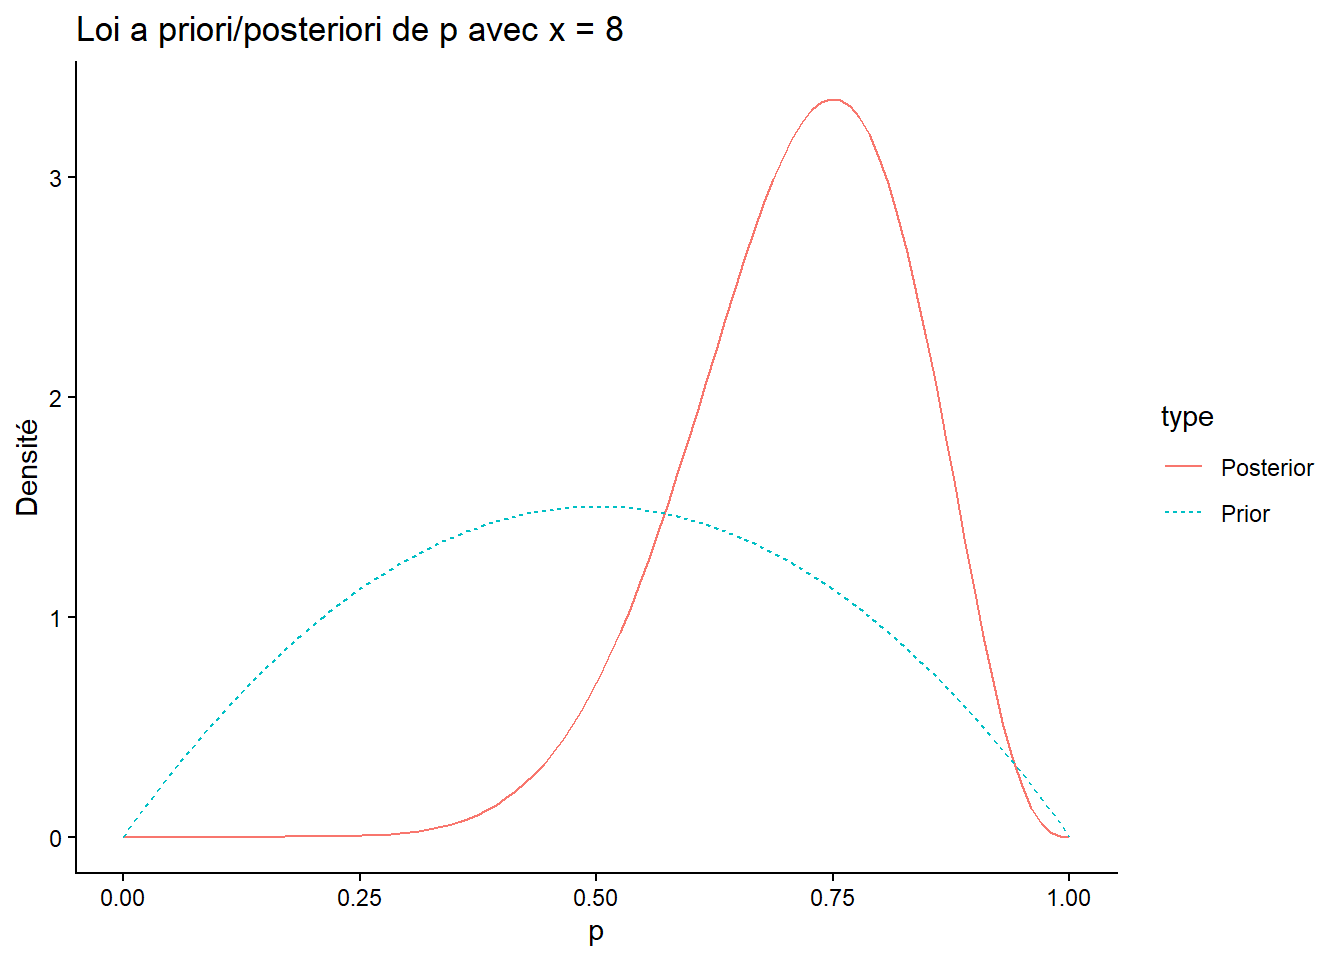 Loi a priori/posteriori de p avec x = 8
Densité
3
2
1
0
0.00
0.25
0.50
0.75
1.00
p
type
Posterior
Prior